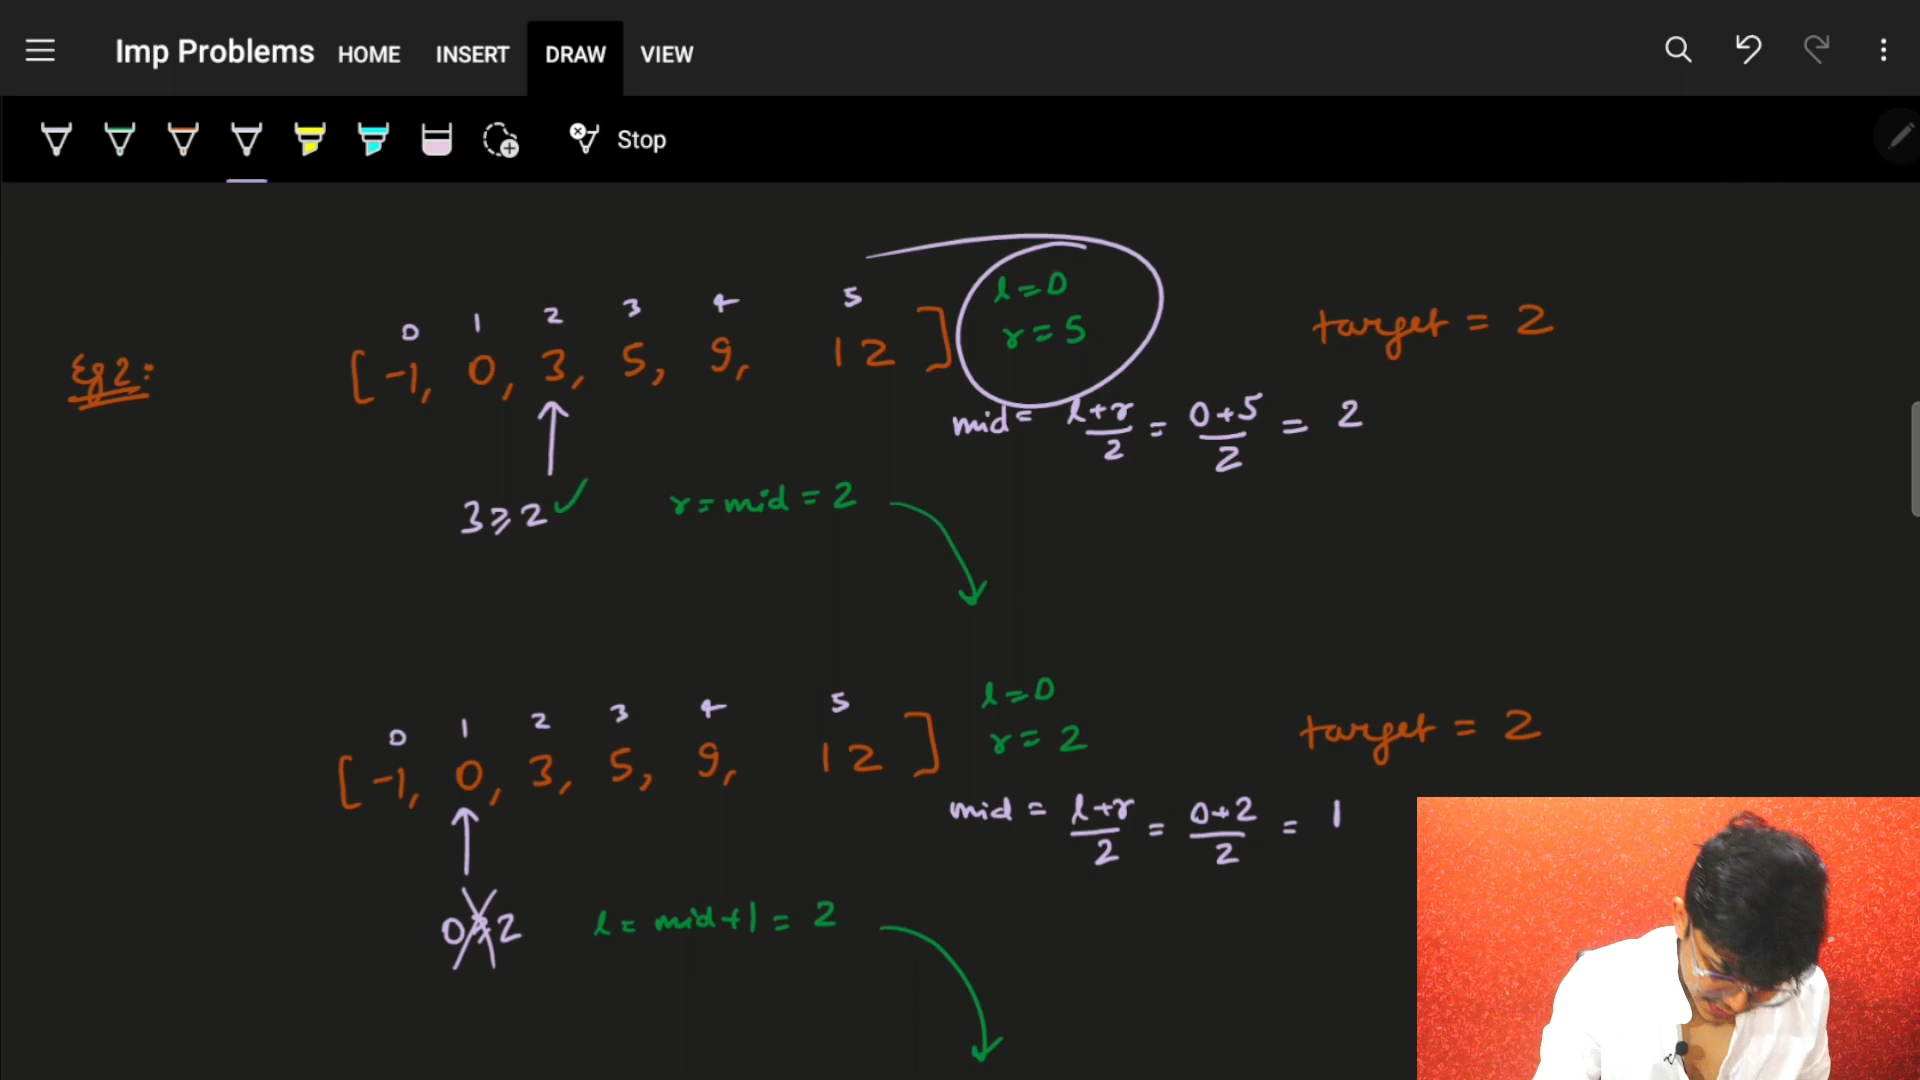 Imp Problems HOME INSERT DRAW VIEW
Stop
0 1 2 3 4 5
Eg2: [-1, 0, 3, 5, 9, 12] l=0
r=5
target = 2
mid = l+r/2 = 0+5/2 = 2
3≥2✓ r=mid=2
0 1 2 3 4 5
[-1, 0, 3, 5, 9, 12] l=0
r=2
target = 2
mid = l+r/2 = 0+2/2 = 1
0 2 l=mid+1=2